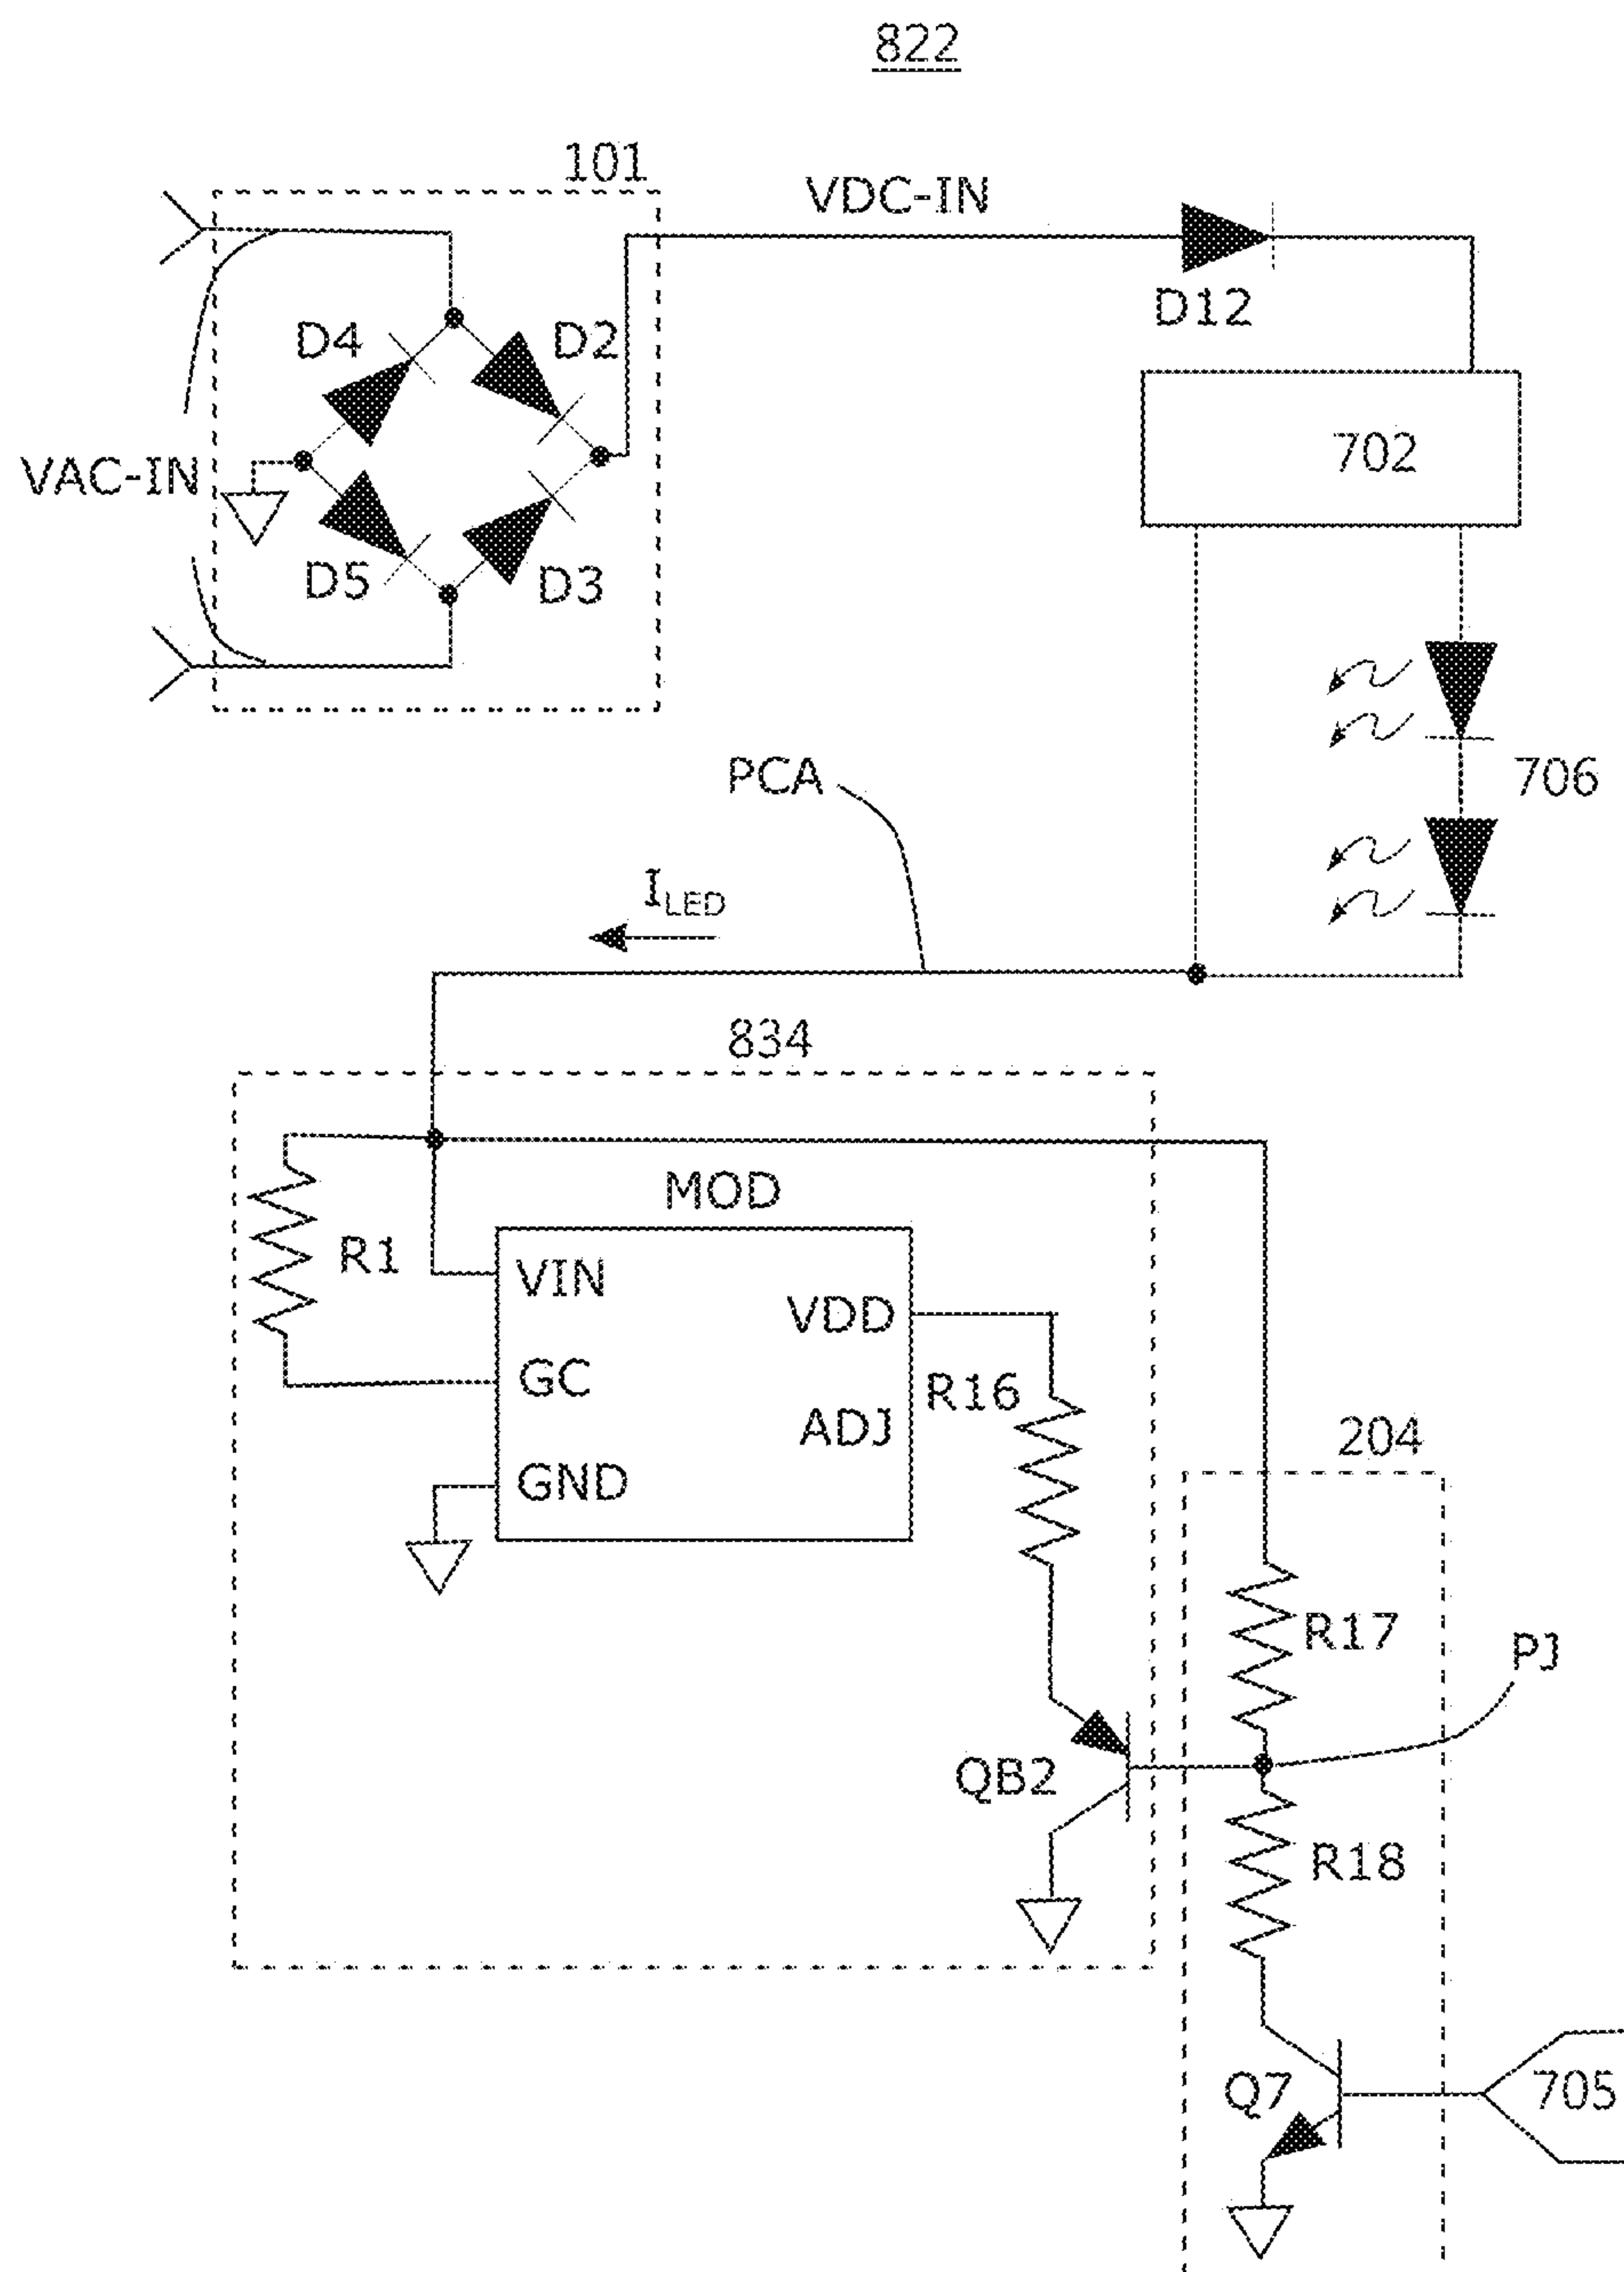 822
101
VDC-IN
D12
D4
D2
702
VAC-IN
D5
D3
706
PCA
I LED
834
MOD
R1
VIN
VDD
GC
R16
ADJ
204
GND
R17
PJ
QB2
R18
Q7
705